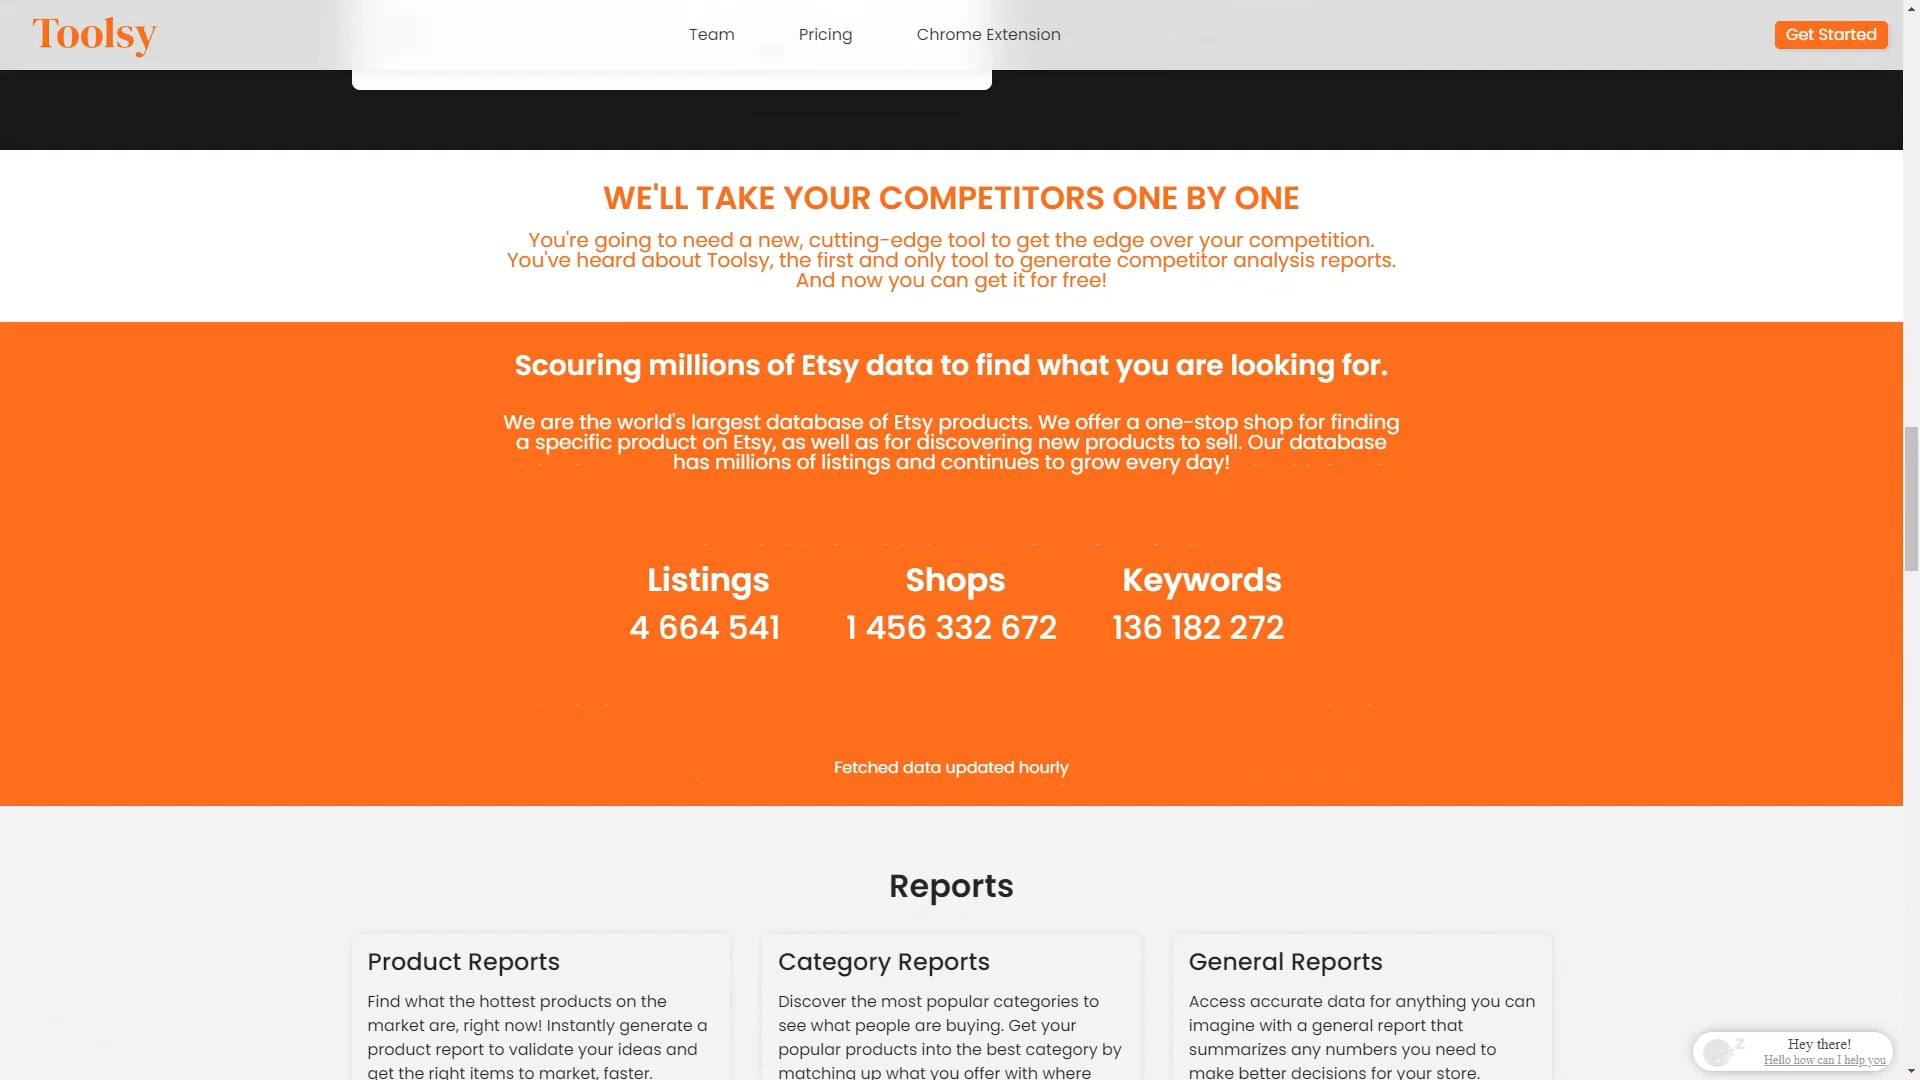 Toolsy
Team
Pricing
Chrome Extension
Get Started
WE'LL TAKE YOUR COMPETITORS ONE BY ONE
You're going to need a new, cutting-edge tool to get the edge over your competition.
You've heard about Toolsy, the first and only tool to generate competitor analysis reports.
And now you can get it for free!
Scouring millions of Etsy data to find what you are looking for.
We are the world's largest database of Etsy products. We offer a one-stop shop for finding
a specific product on Etsy, as well as for discovering new products to sell. Our database
has millions of listings and continues to grow every day!
Listings
4 664 541
Shops
1 456 332 672
Keywords
136 182 272
Fetched data updated hourly
Reports
Product Reports
Find what the hottest products on the
market are, right now! Instantly generate a
product report to validate your ideas and
get the right items to market, faster.
Category Reports
Discover the most popular categories to
see what people are buying. Get your
popular products into the best category by
matching up what you offer with where
General Reports
Access accurate data for anything you can
imagine with a general report that
summarizes any numbers you need to
make better decisions for your store.
Hey there!
Hello how can I help you